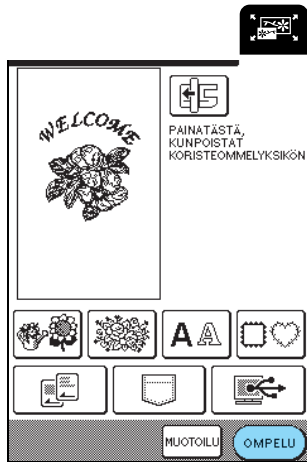 WELCOME
PAINATÄSTÄ,
KUNPOISTAT
KORISTEOMMELYKSIKÖN
A A
MUOTOILU
OMPELU